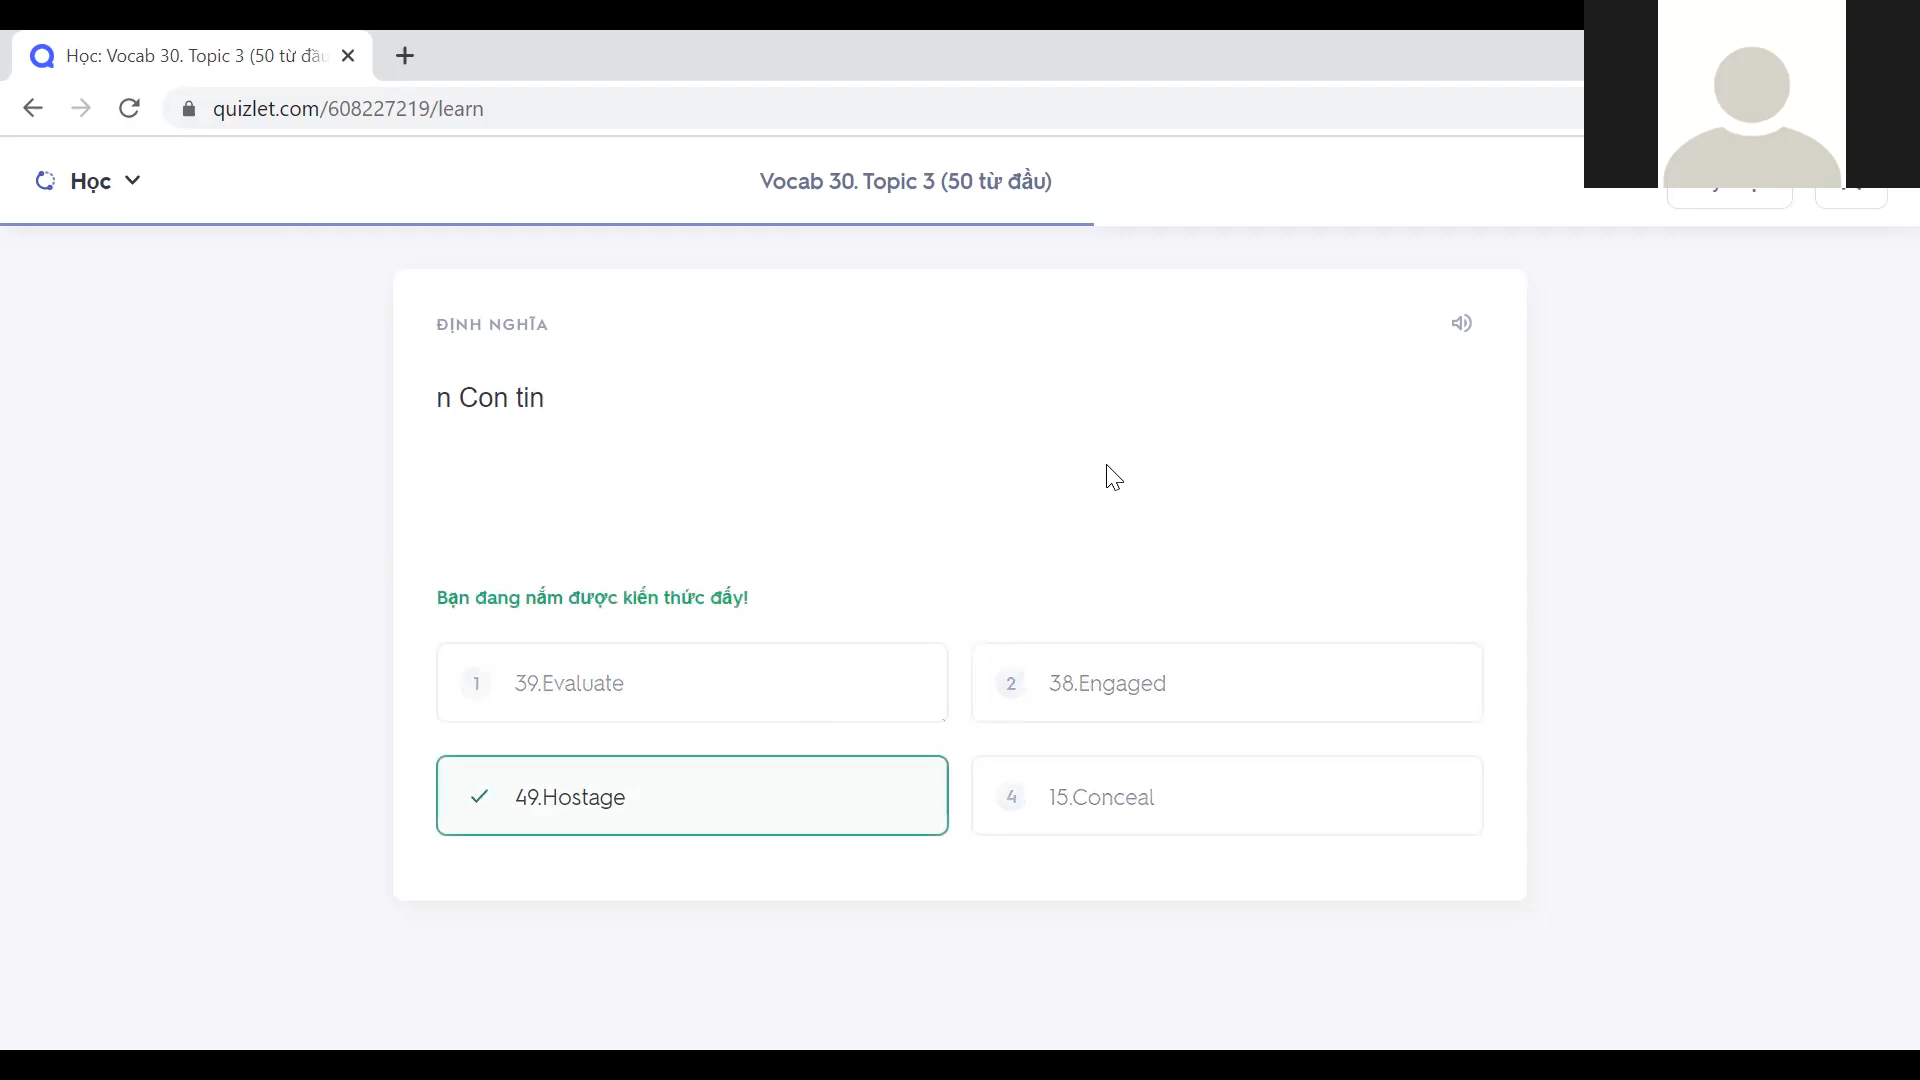 Học: Vocab 30. Topic 3 (50 từ đầu
quizlet.com/608227219/learn
Học
Vocab 30. Topic 3 (50 từ đầu)
ĐỊNH NGHĨA
n Con tin
Bạn đang nắm được kiến thức đấy!
1 39.Evaluate
2 38.Engaged
49.Hostage
4 15.Conceal